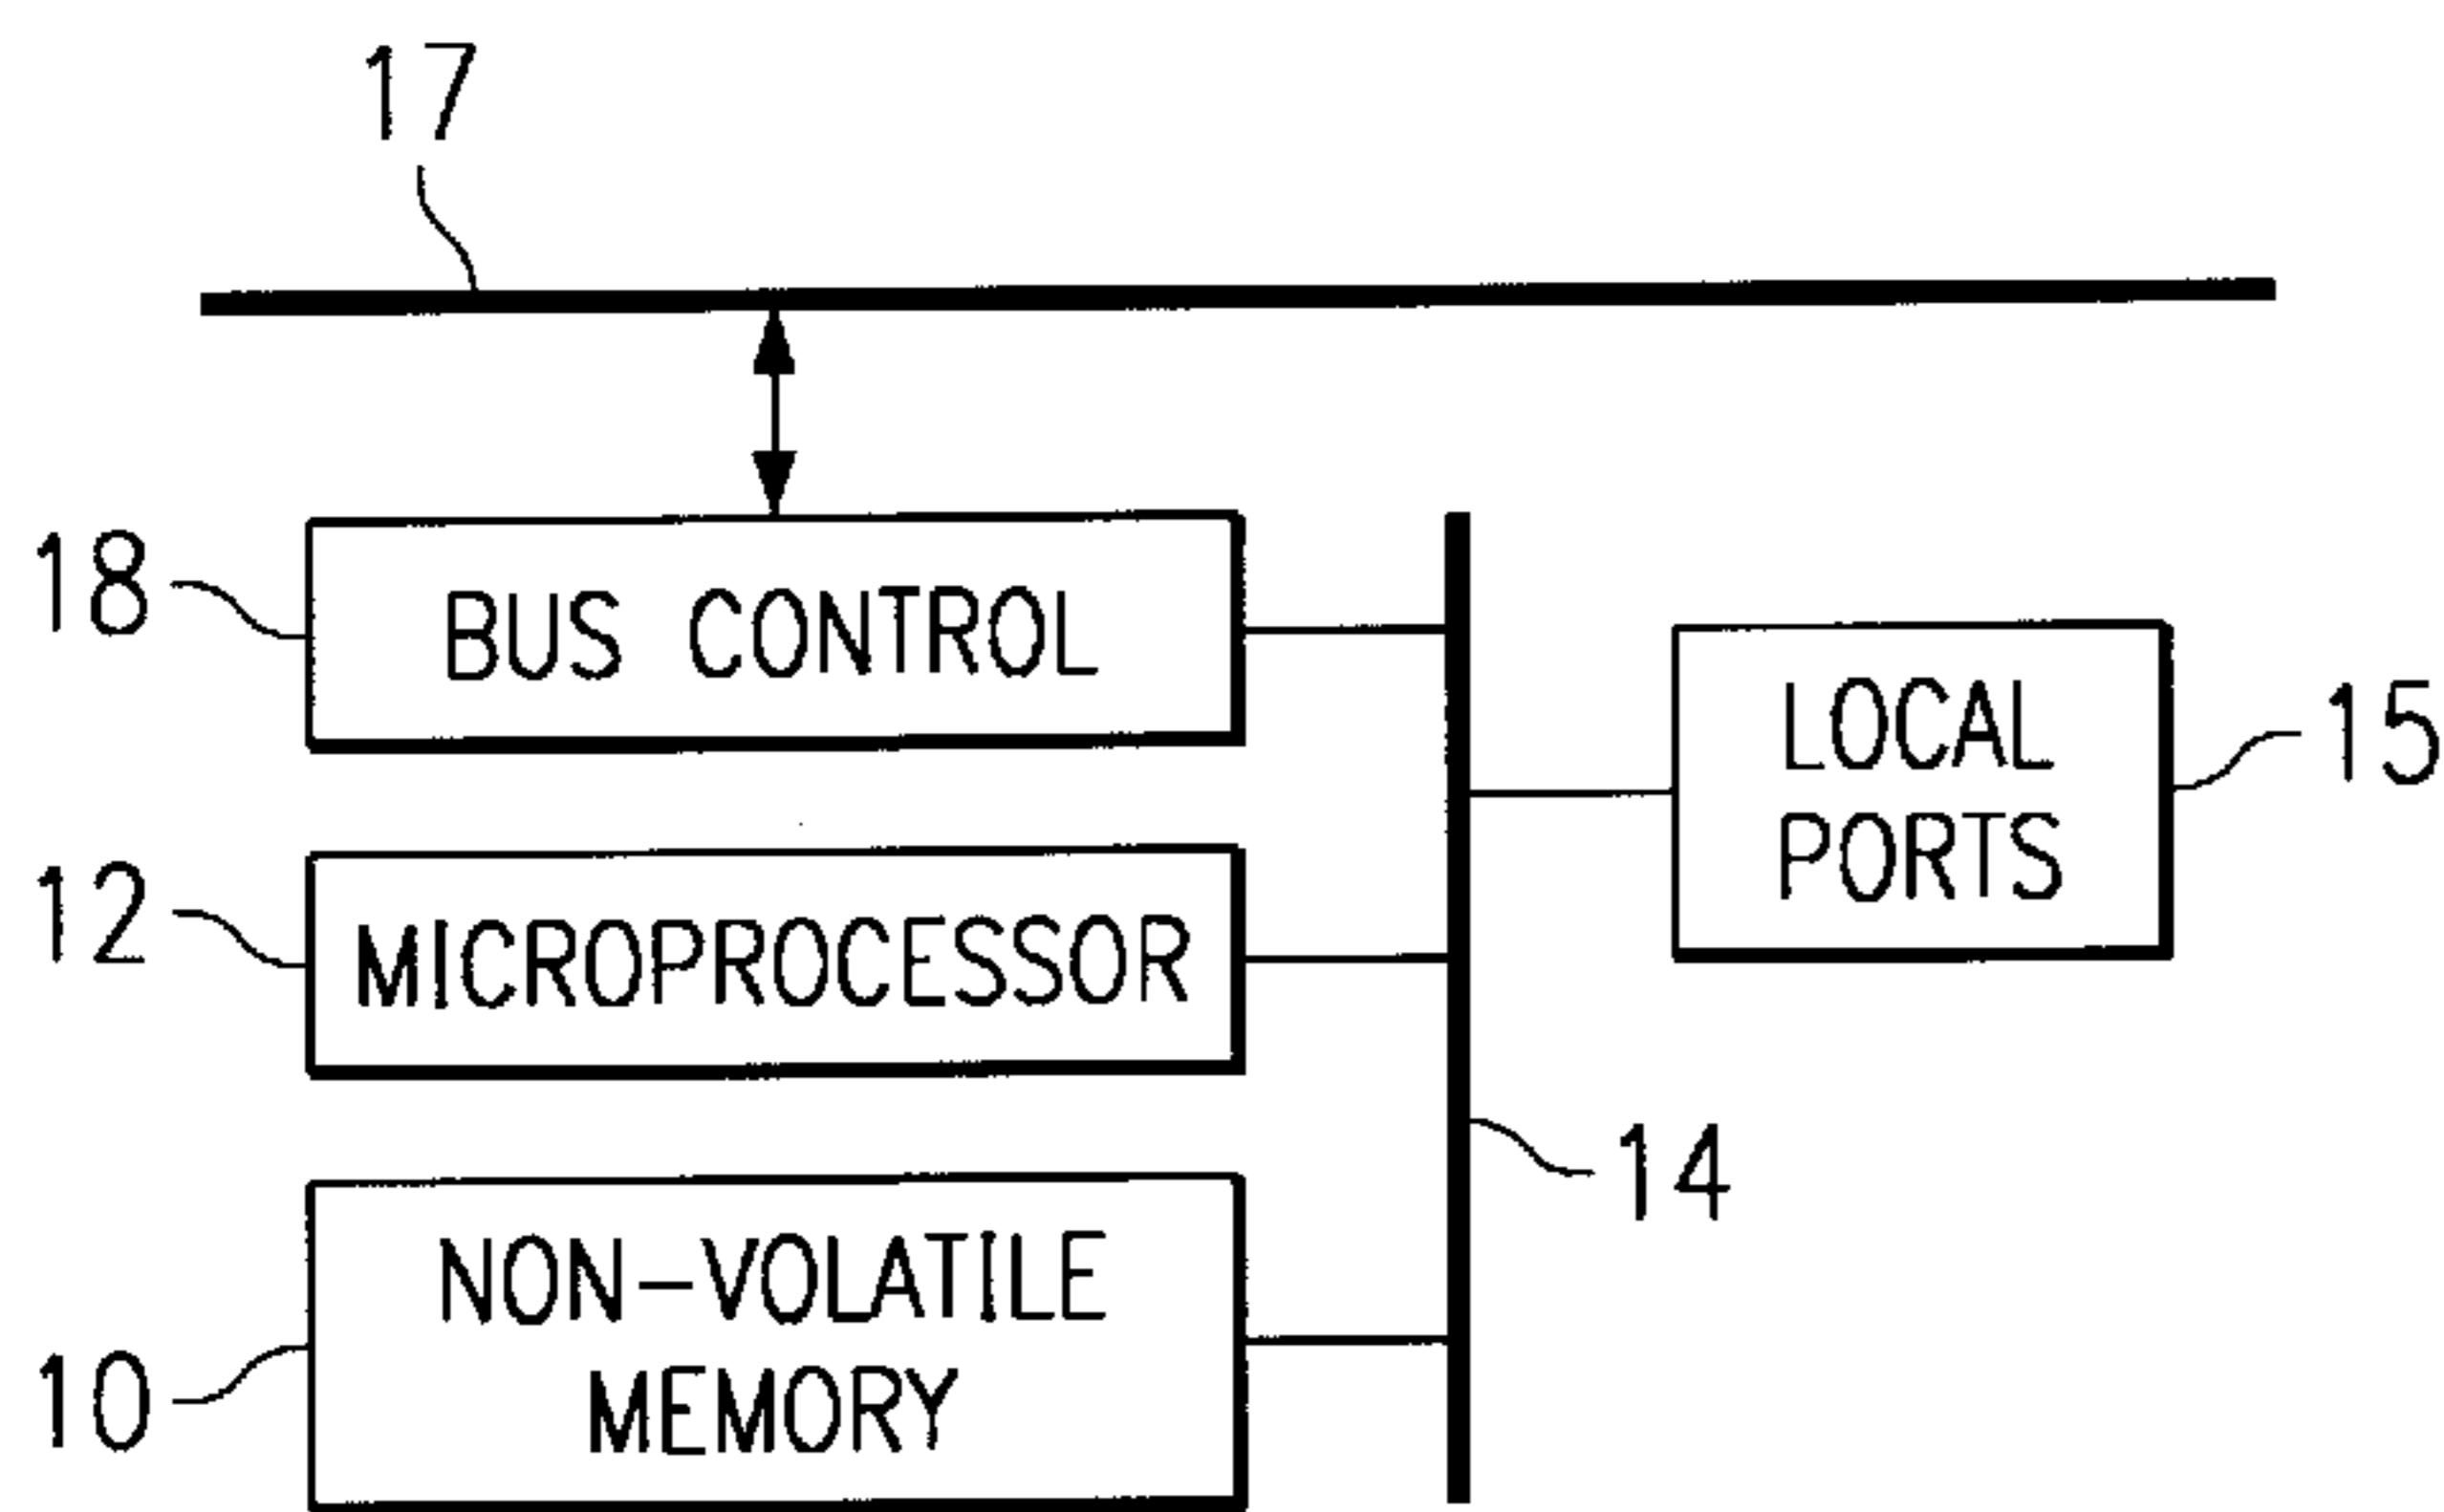 17
18
BUS CONTROL
LOCAL
PORTS
15
12
MICROPROCESSOR
14
NON-VOLATILE
MEMORY
10